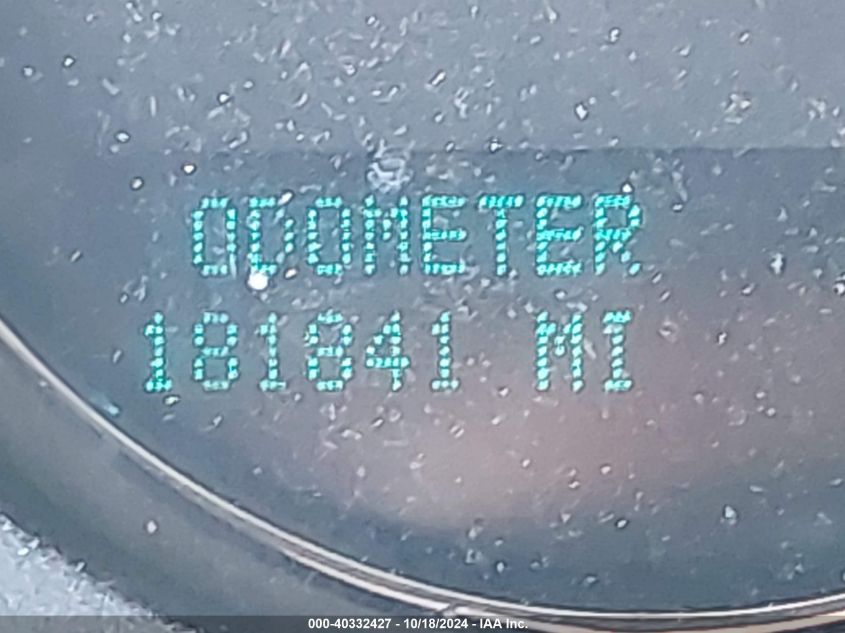 ODOMETER
181841 MI
000-40332427 - 10/18/2024 - IAA Inc.